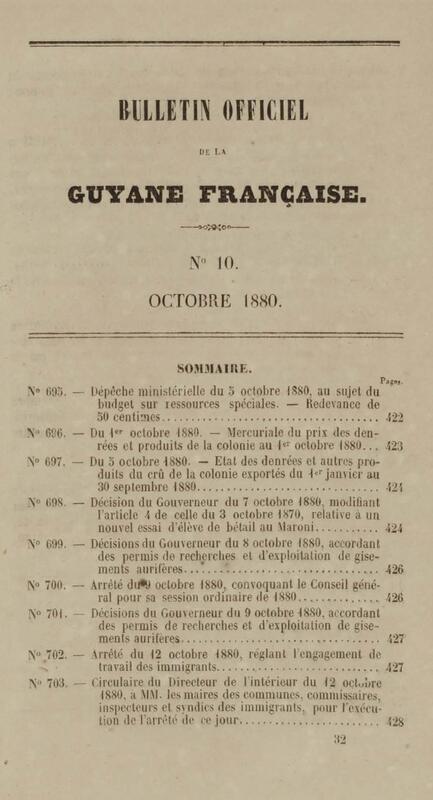 BULLETIN OFFICIEL
DE LA
GUYANE FRANÇAISE.
N° 10.
OCTOBRE 1880.
SOMMAIRE.
Pages.
N° 695. — Dépêche ministérielle du 5 octobre 1880, au sujet du
budget sur ressources spéciales. — Redevance de
50 centimes........ 422
N° 696. — Du 1er octobre 1880. — Mercuriale du prix des den-
rées et produits de la colonie au 1er octobre 1880... 423
N° 697. — Du 5 octobre 1880. — Etat des denrées et autres pro-
duits du crû de la colonie exportés du 1er janvier au
30 septembre 1880........ 424
N° 698. — Décision du Gouverneur du 7 octobre 1880, modifiant
l'article 4 de celle du 3 octobre 1870, relative à un
nouvel essai d'élève de bétail au Maroni........ 424
N° 699. — Décisions du Gouverneur du 8 octobre 1880, accordant
des permis de recherches et d'exploitation de gise-
ments aurifères........ 426
N° 700. — Arrêté du 9 octobre 1880, convoquant le Conseil géné-
ral pour sa session ordinaire de 1880........ 426
N° 701. — Décisions du Gouverneur du 9 octobre 1880, accordant
des permis de recherches et d'exploitation de gise-
ments aurifères........ 427
N° 702. — Arrêté du 12 octobre 1880, réglant l'engagement de
travail des immigrants........ 427
N° 703. — Circulaire du Directeur de l'intérieur du 12 octobre
1880, à MM. les maires des communes, commissaires,
inspecteurs et syndics des immigrants, pour l'exécu-
tion de l'arrêté de ce jour........ 428
32